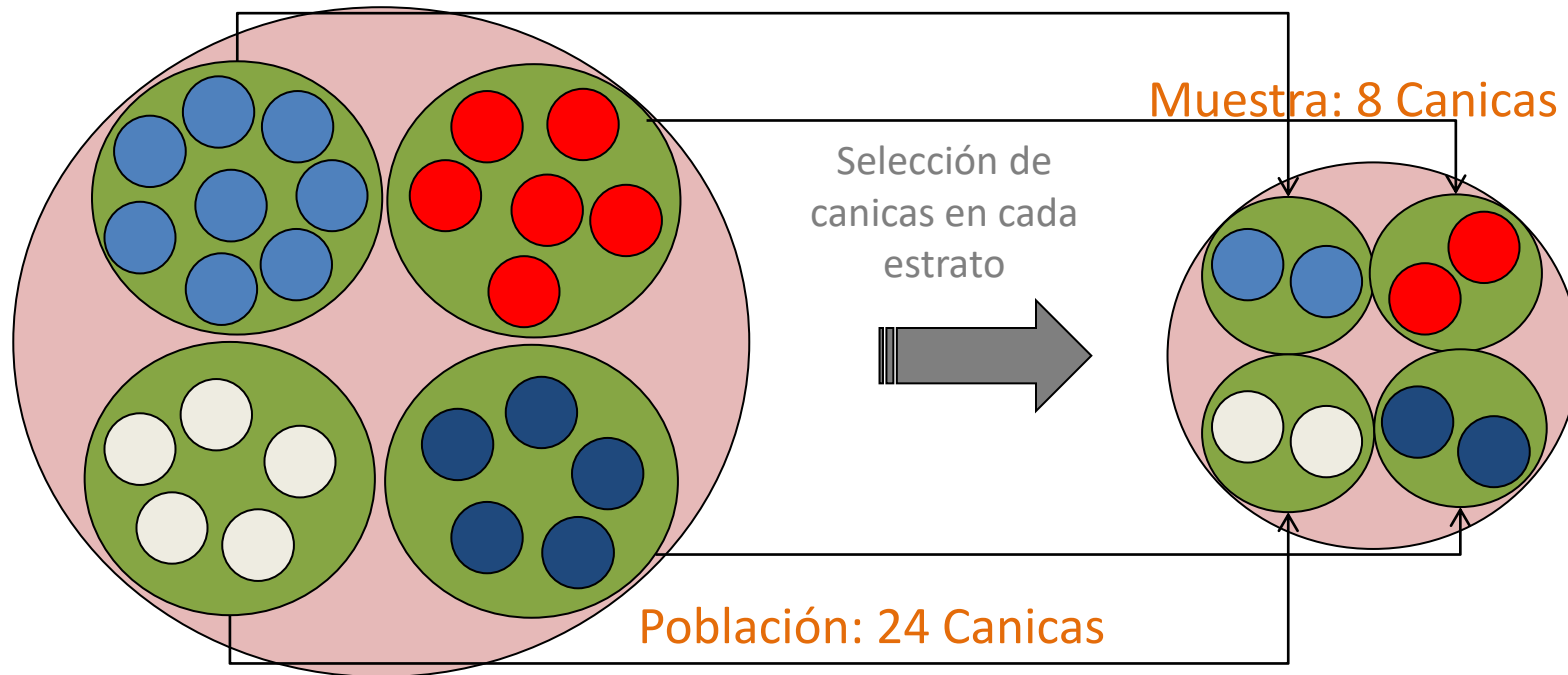 Muestra: 8 Canicas
Selección de
canicas en cada
estrato
Población: 24 Canicas